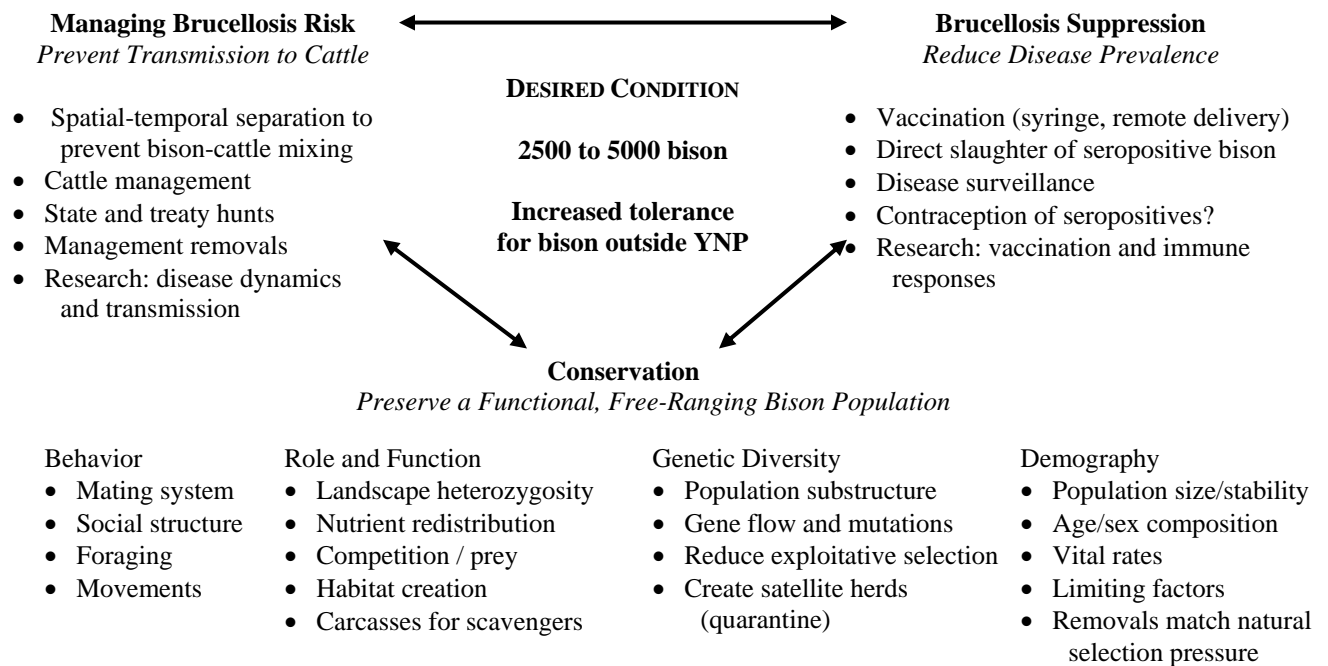 Managing Brucellosis Risk
Prevent Transmission to Cattle
• Spatial-temporal separation to
prevent bison-cattle mixing
• Cattle management
• State and treaty hunts
• Management removals
• Research: disease dynamics
and transmission
DESIRED CONDITION
2500 to 5000 bison
Increased tolerance
for bison outside YNP
Brucellosis Suppression
Reduce Disease Prevalence
• Vaccination (syringe, remote delivery)
• Direct slaughter of seropositive bison
• Disease surveillance
• Contraception of seropositives?
• Research: vaccination and immune
responses
Conservation
Preserve a Functional, Free-Ranging Bison Population
Behavior
• Mating system
• Social structure
• Foraging
• Movements
Role and Function
• Landscape heterozygosity
• Nutrient redistribution
• Competition / prey
• Habitat creation
• Carcasses for scavengers
Genetic Diversity
• Population substructure
• Gene flow and mutations
• Reduce exploitative selection
• Create satellite herds
(quarantine)
Demography
• Population size/stability
• Age/sex composition
• Vital rates
• Limiting factors
• Removals match natural
selection pressure